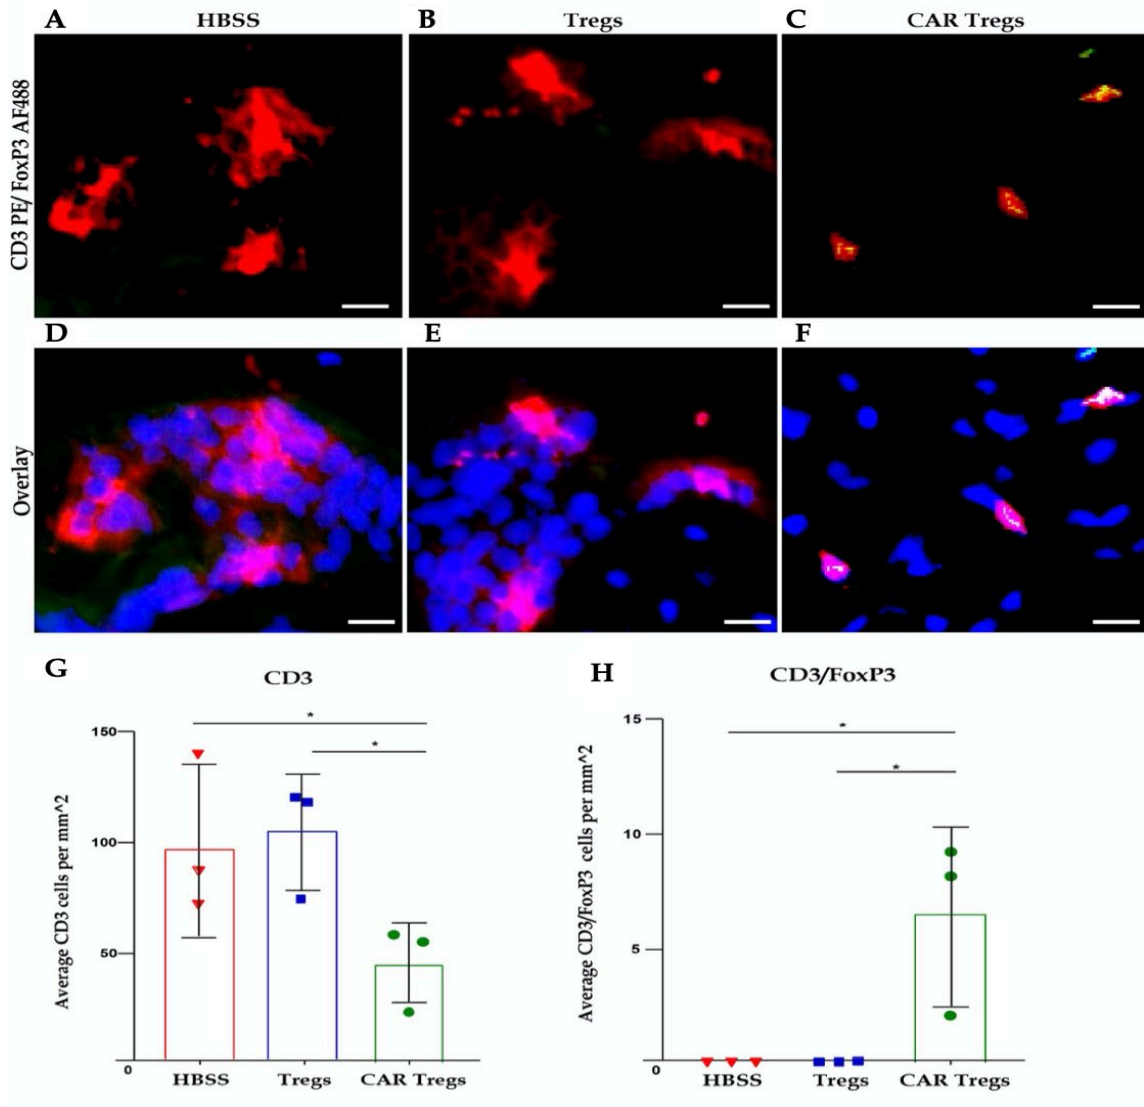 A HBSS
B Tregs
C CAR Tregs
CD3 PE/ FoxP3 AF488
D
E
F
Overlay
G CD3
*
*
150
100
50
0
Average CD3 cells per mm^2
HBSS Tregs CAR Tregs
H CD3/FoxP3
*
*
15
10
5
0
Average CD3/FoxP3 cells per mm^2
HBSS Tregs CAR Tregs